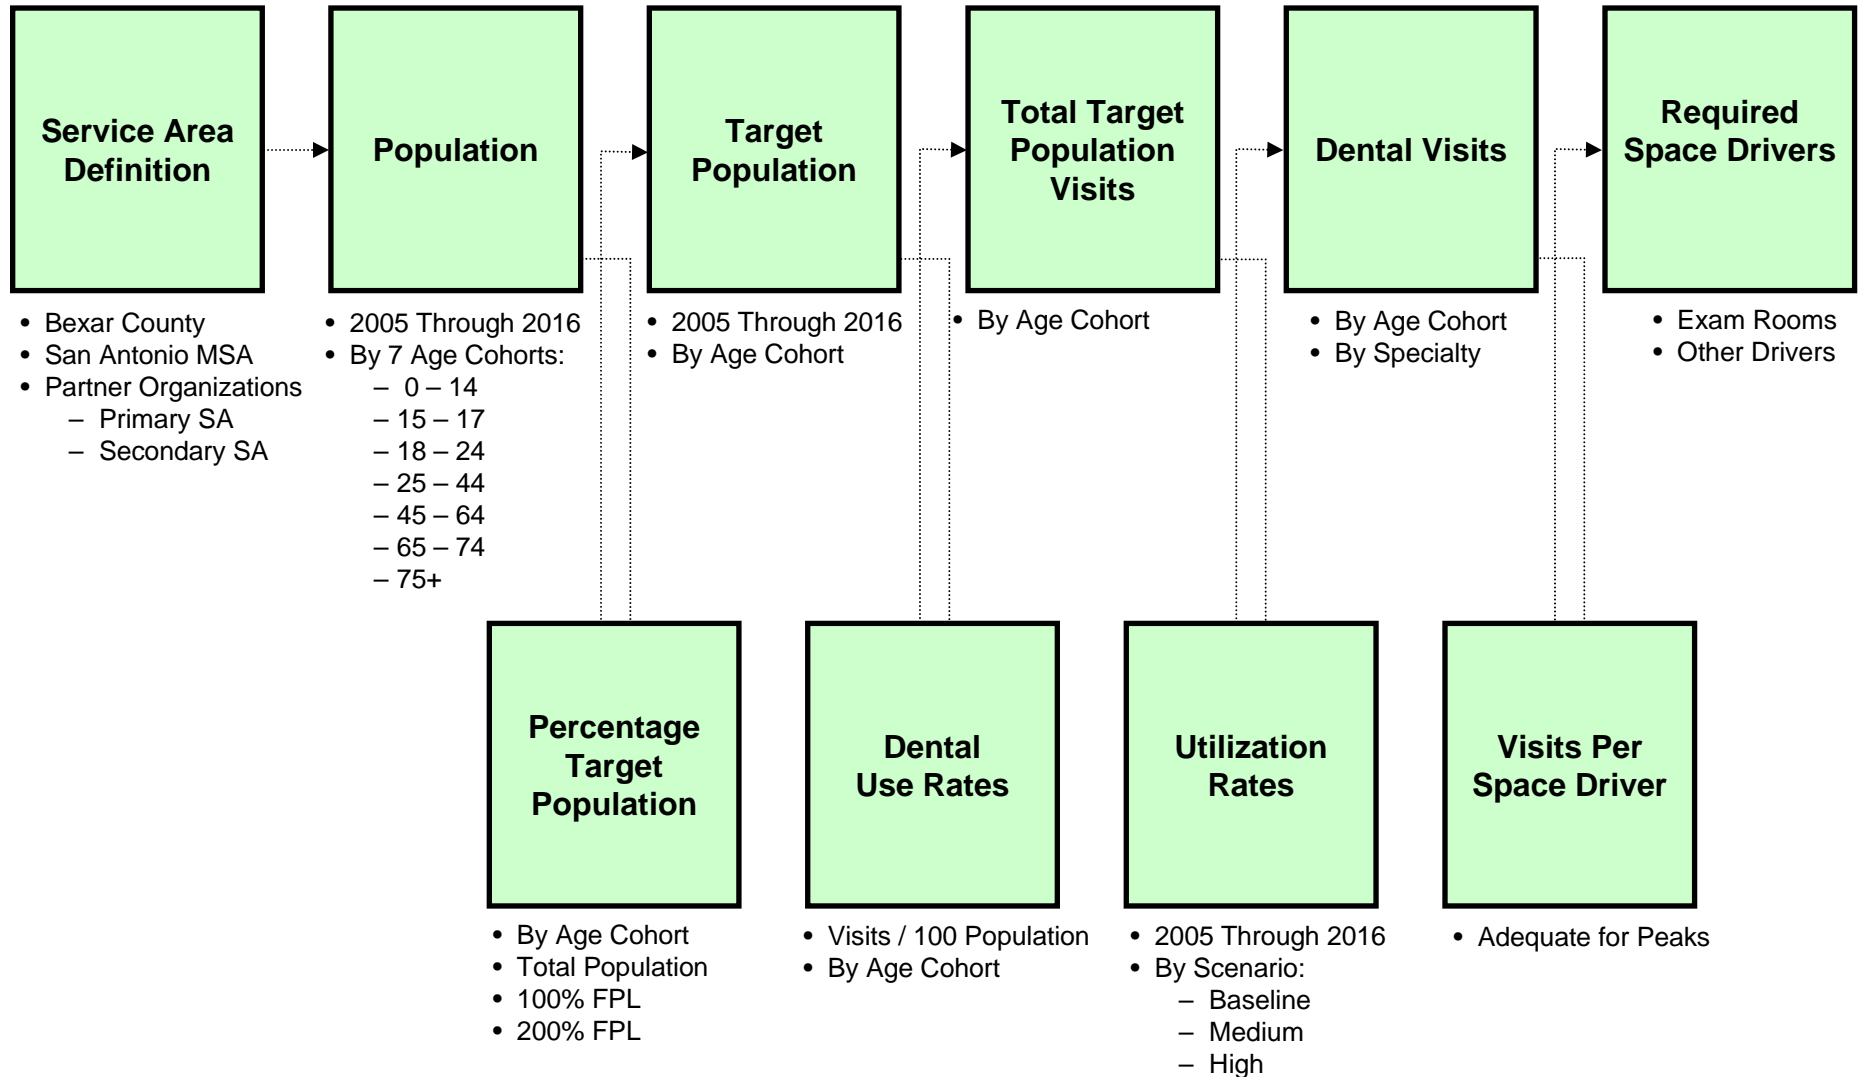 Service Area
Definition
Population
Target
Population
Total Target
Population
Visits
Dental Visits
Required
Space Drivers
• Bexar County
• San Antonio MSA
• Partner Organizations
– Primary SA
– Secondary SA
• 2005 Through 2016
• By 7 Age Cohorts:
– 0 – 14
– 15 – 17
– 18 – 24
– 25 – 44
– 45 – 64
– 65 – 74
– 75+
• 2005 Through 2016
• By Age Cohort
• By Age Cohort
• By Age Cohort
• By Specialty
• Exam Rooms
• Other Drivers
Percentage
Target
Population
Dental
Use Rates
Utilization
Rates
Visits Per
Space Driver
• By Age Cohort
• Total Population
• 100% FPL
• 200% FPL
• Visits / 100 Population
• By Age Cohort
• 2005 Through 2016
• By Scenario:
– Baseline
– Medium
– High
• Adequate for Peaks